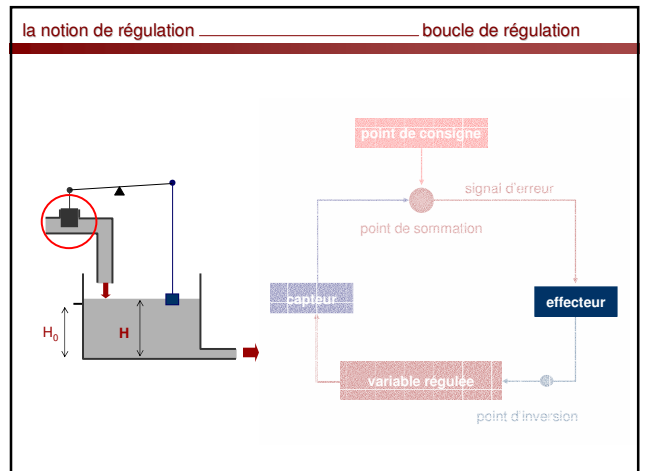 la notion de régulation boucle de régulation
point de consigne
signal d'erreur
point de sommation
capteur
effecteur
H₀
H
variable régulée
point d'inversion